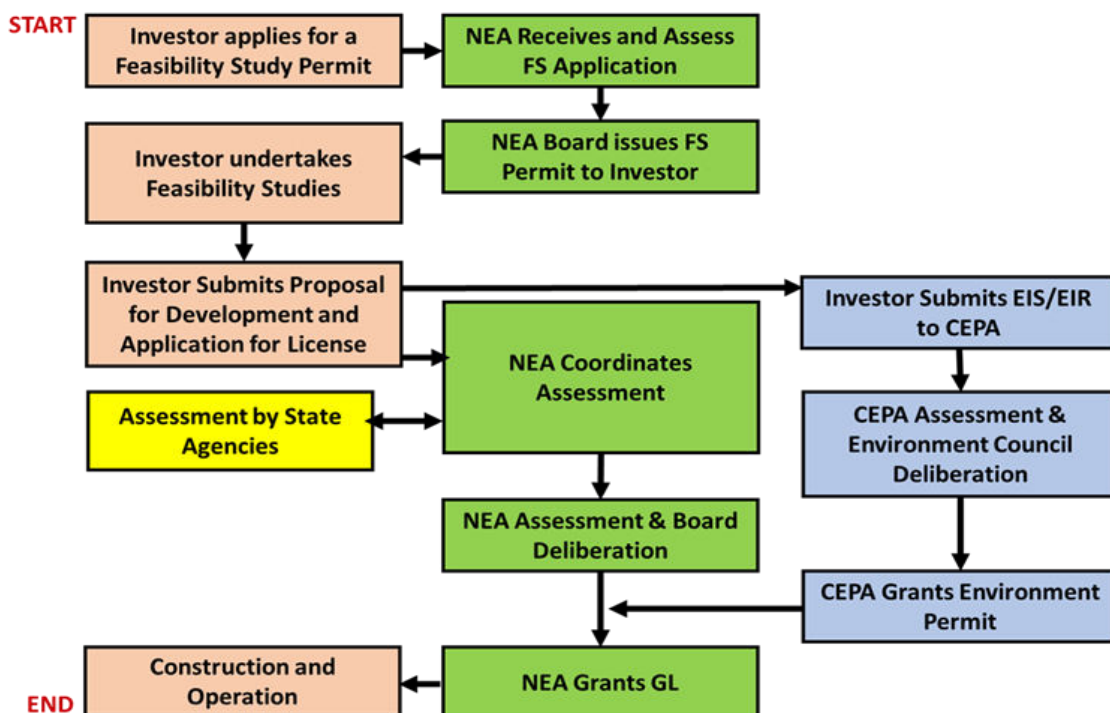 START
Investor applies for a
Feasibility Study Permit
NEA Receives and Assess
FS Application
NEA Board issues FS
Permit to Investor
Investor undertakes
Feasibility Studies
Investor Submits Proposal
for Development and
Application for License
Investor Submits EIS/EIR
to CEPA
NEA Coordinates
Assessment
Assessment by State
Agencies
CEPA Assessment &
Environment Council
Deliberation
NEA Assessment & Board
Deliberation
CEPA Grants Environment
Permit
NEA Grants GL
Construction and
Operation
END